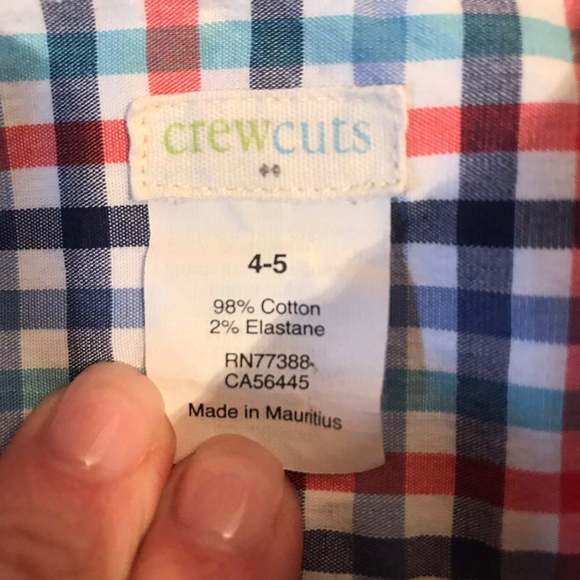 crewcuts
4-5
98% Cotton
2% Elastane
RN77388
CA56445
Made in Mauritius